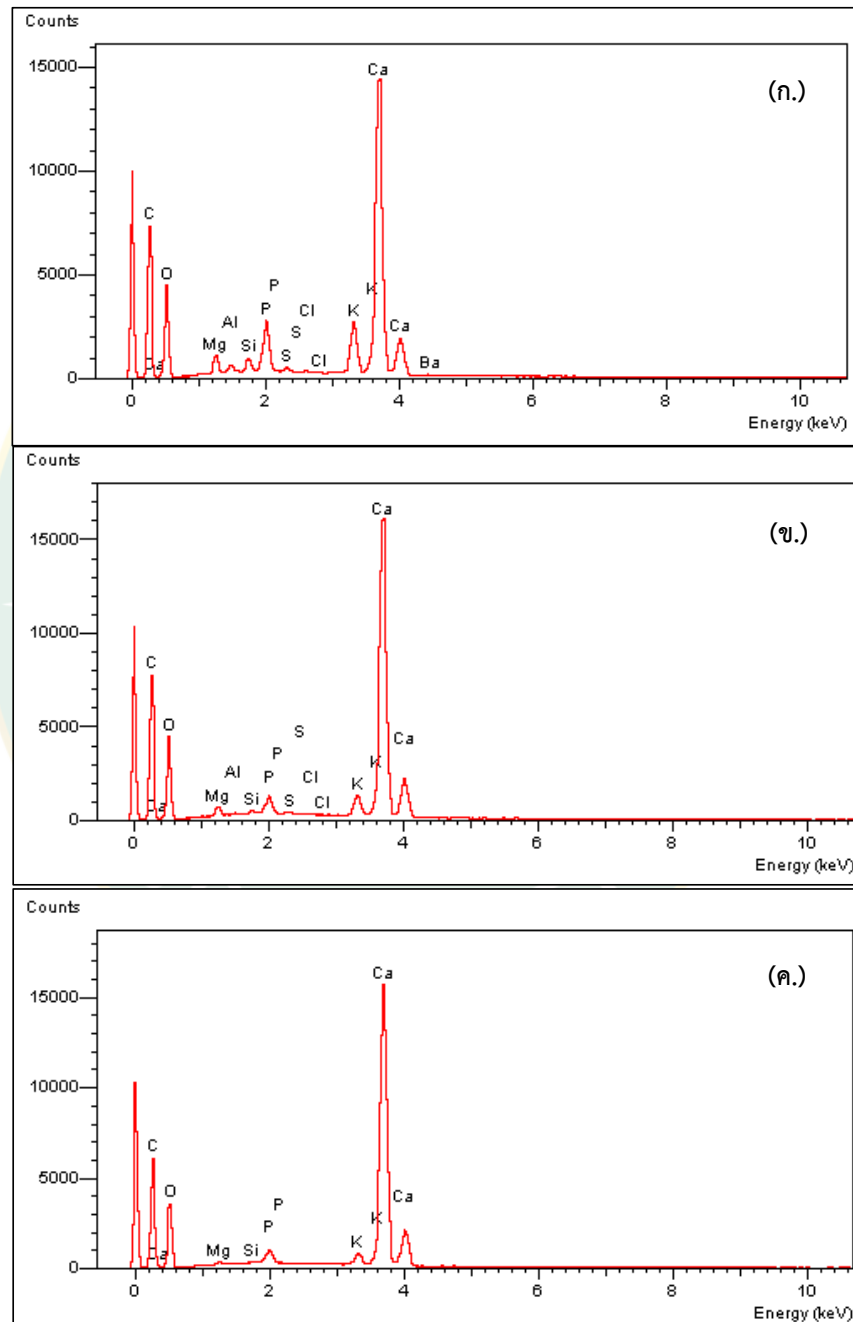 Counts
(ก.)
15000
10000
5000
0
C
O
Mg
Al
Si
P
P
S
S
Cl
Cl
K
K
Ca
Ca
Ba
0 2 4 6 8 10
Energy (keV)
Counts
(ข.)
15000
10000
5000
0
C
O
Mg
Al
Si
P
P
S
S
Cl
Cl
K
K
Ca
Ca
0 2 4 6 8 10
Energy (keV)
Counts
(ค.)
15000
10000
5000
0
C
O
Mg
Si
P
P
K
K
Ca
Ca
0 2 4 6 8 10
Energy (keV)